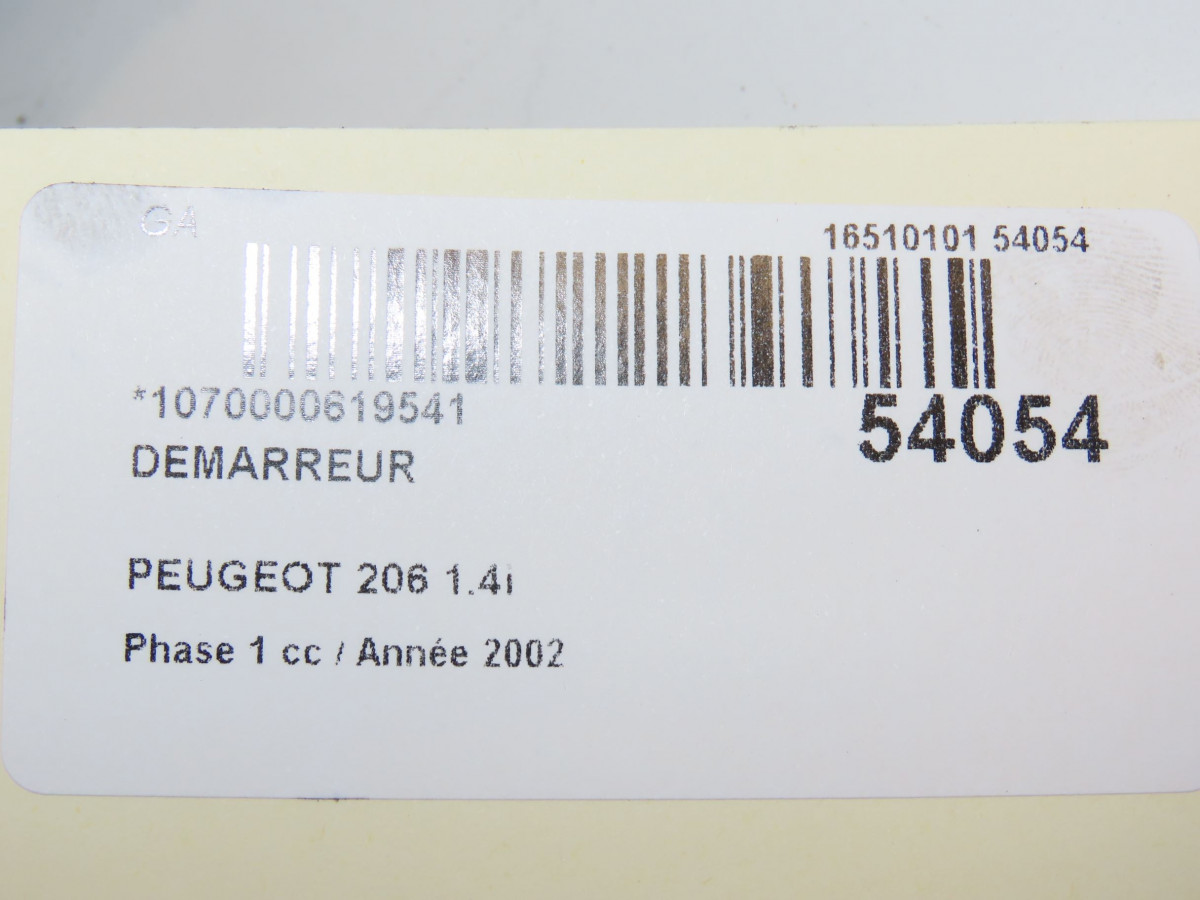 GA
16510101 54054
*1070000619541
54054
DEMARREUR
PEUGEOT 206 1.4i
Phase 1 cc / Année 2002